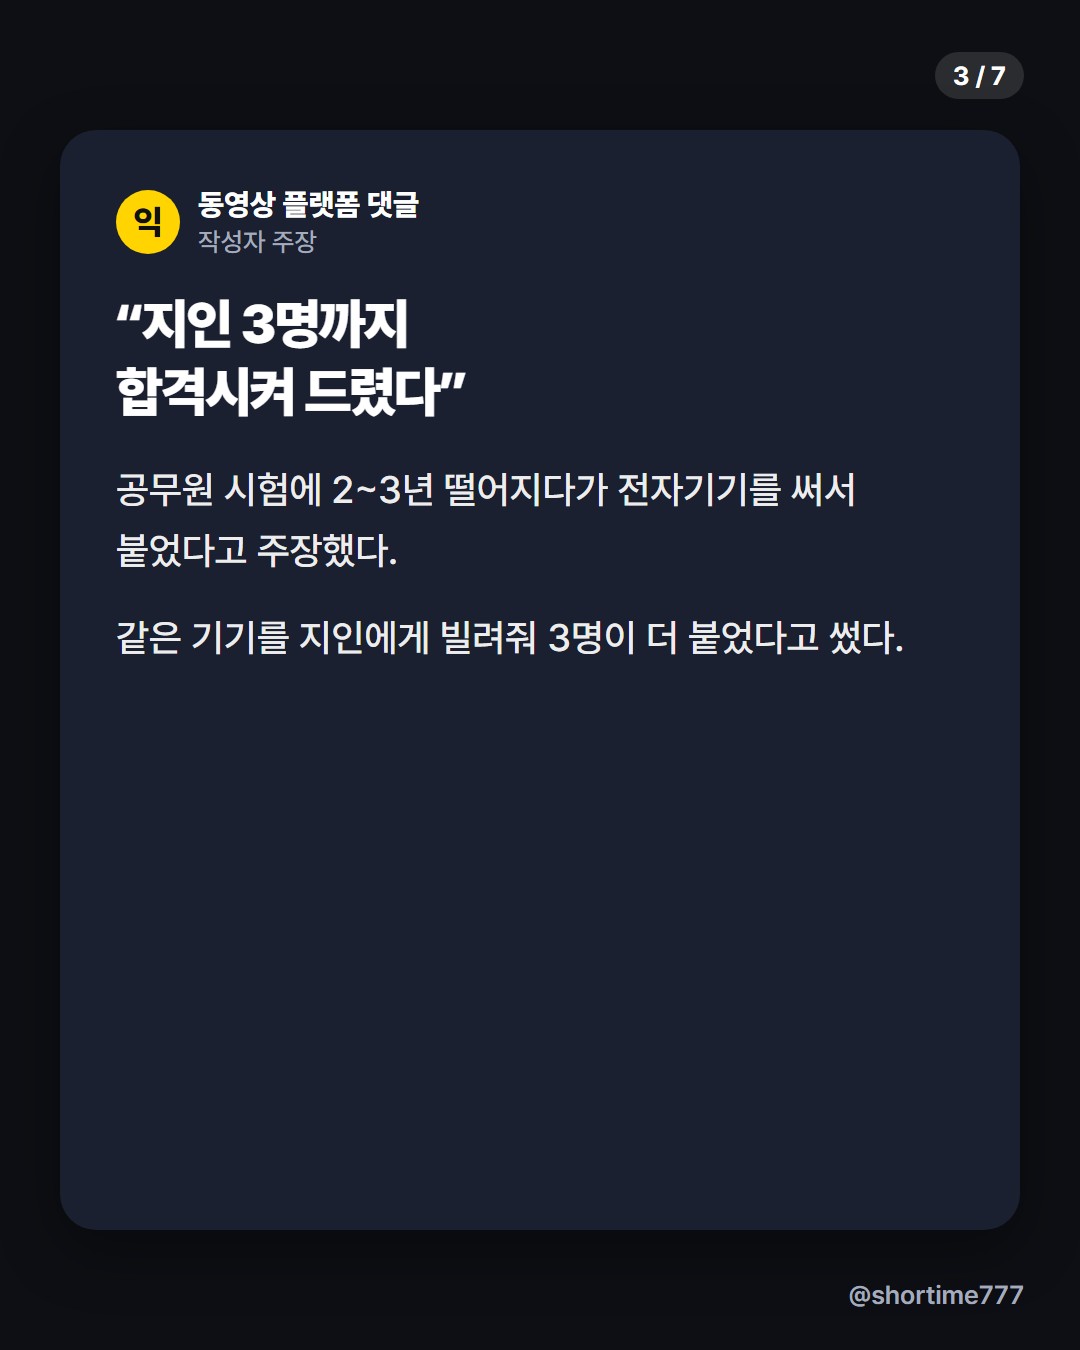 3 / 7
익
동영상 플랫폼 댓글
작성자 주장
“지인 3명까지
합격시켜 드렸다”
공무원 시험에 2~3년 떨어지다가 전자기기를 써서
붙었다고 주장했다.
같은 기기를 지인에게 빌려줘 3명이 더 붙었다고 썼다.
@shortime777